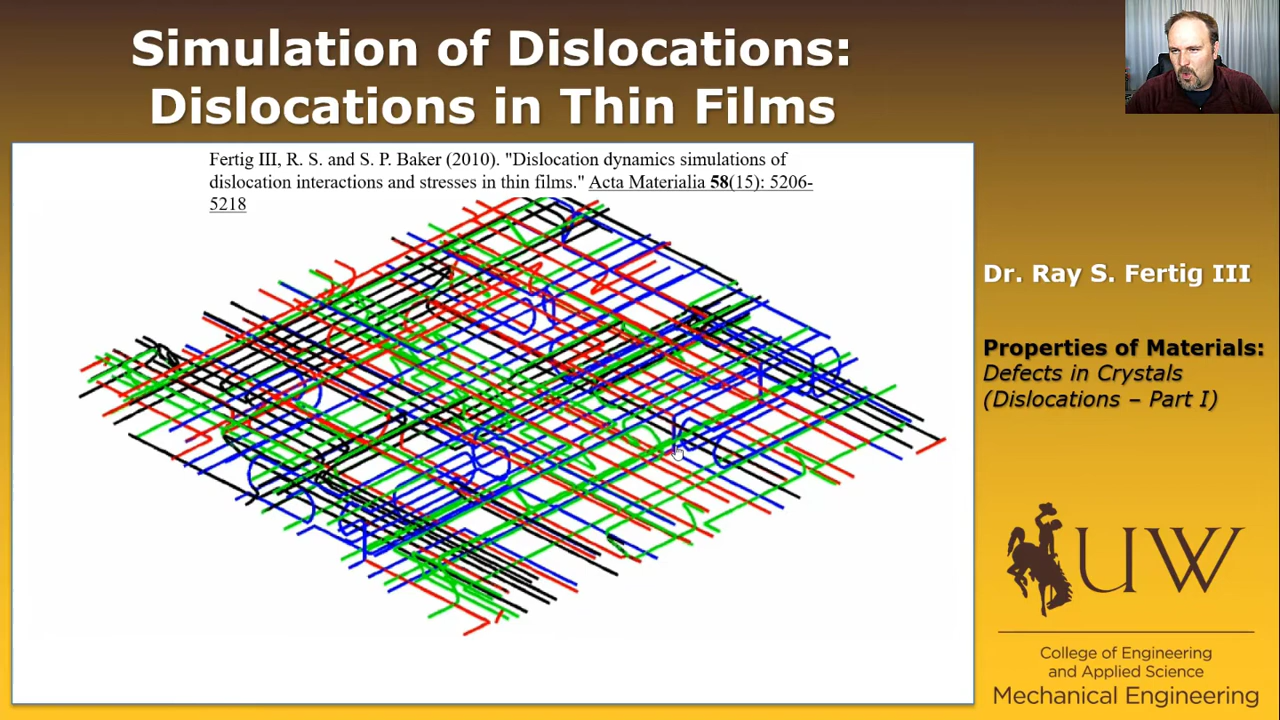 Simulation of Dislocations:
Dislocations in Thin Films
Fertig III, R. S. and S. P. Baker (2010). "Dislocation dynamics simulations of
dislocation interactions and stresses in thin films." Acta Materialia 58(15): 5206-
5218
Dr. Ray S. Fertig III
Properties of Materials:
Defects in Crystals
(Dislocations – Part I)
UW
College of Engineering
and Applied Science
Mechanical Engineering